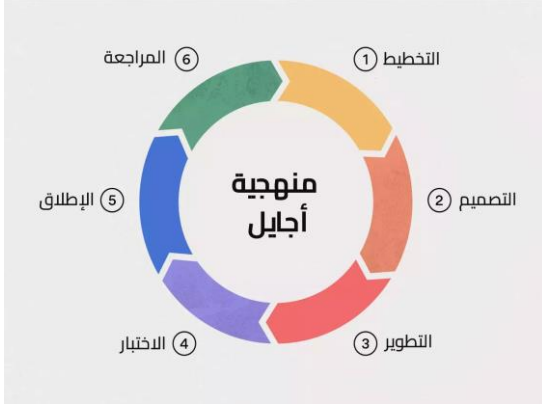 منهجية
أجايل
1 التخطيط
2 التصميم
3 التطوير
4 الاختبار
5 الإطلاق
6 المراجعة